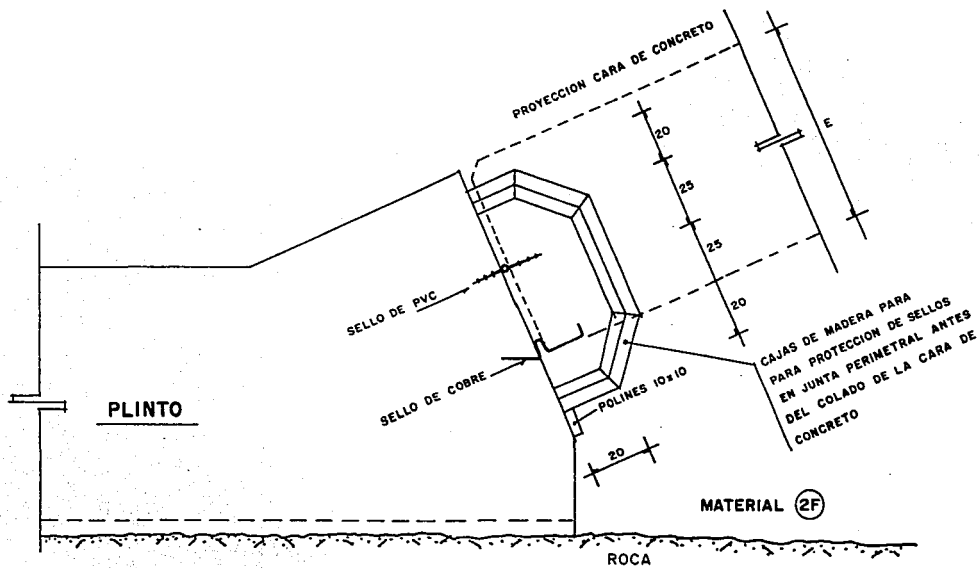 PROYECCION CARA DE CONCRETO
E
20
25
25
20
SELLO DE PVC
SELLO DE COBRE
PLINTO
POLINES 10x10
20
CAJAS DE MADERA PARA
PARA PROTECCION DE SELLOS
EN JUNTA PERIMETRAL ANTES
DEL COLADO DE LA CARA DE
CONCRETO
MATERIAL 2F
ROCA